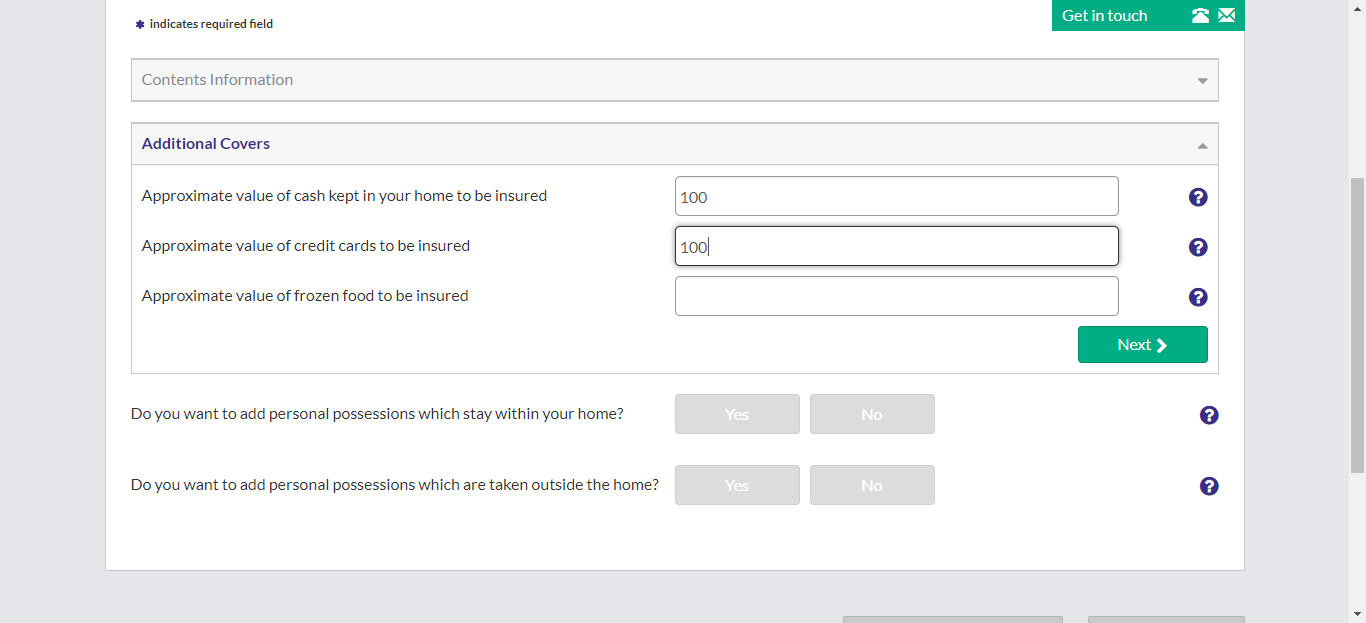 ✱ indicates required field
Get in touch
Contents Information
Additional Covers
Approximate value of cash kept in your home to be insured
100
?
Approximate value of credit cards to be insured
100
?
Approximate value of frozen food to be insured
?
Next
Do you want to add personal possessions which stay within your home?
Yes
No
?
Do you want to add personal possessions which are taken outside the home?
Yes
No
?